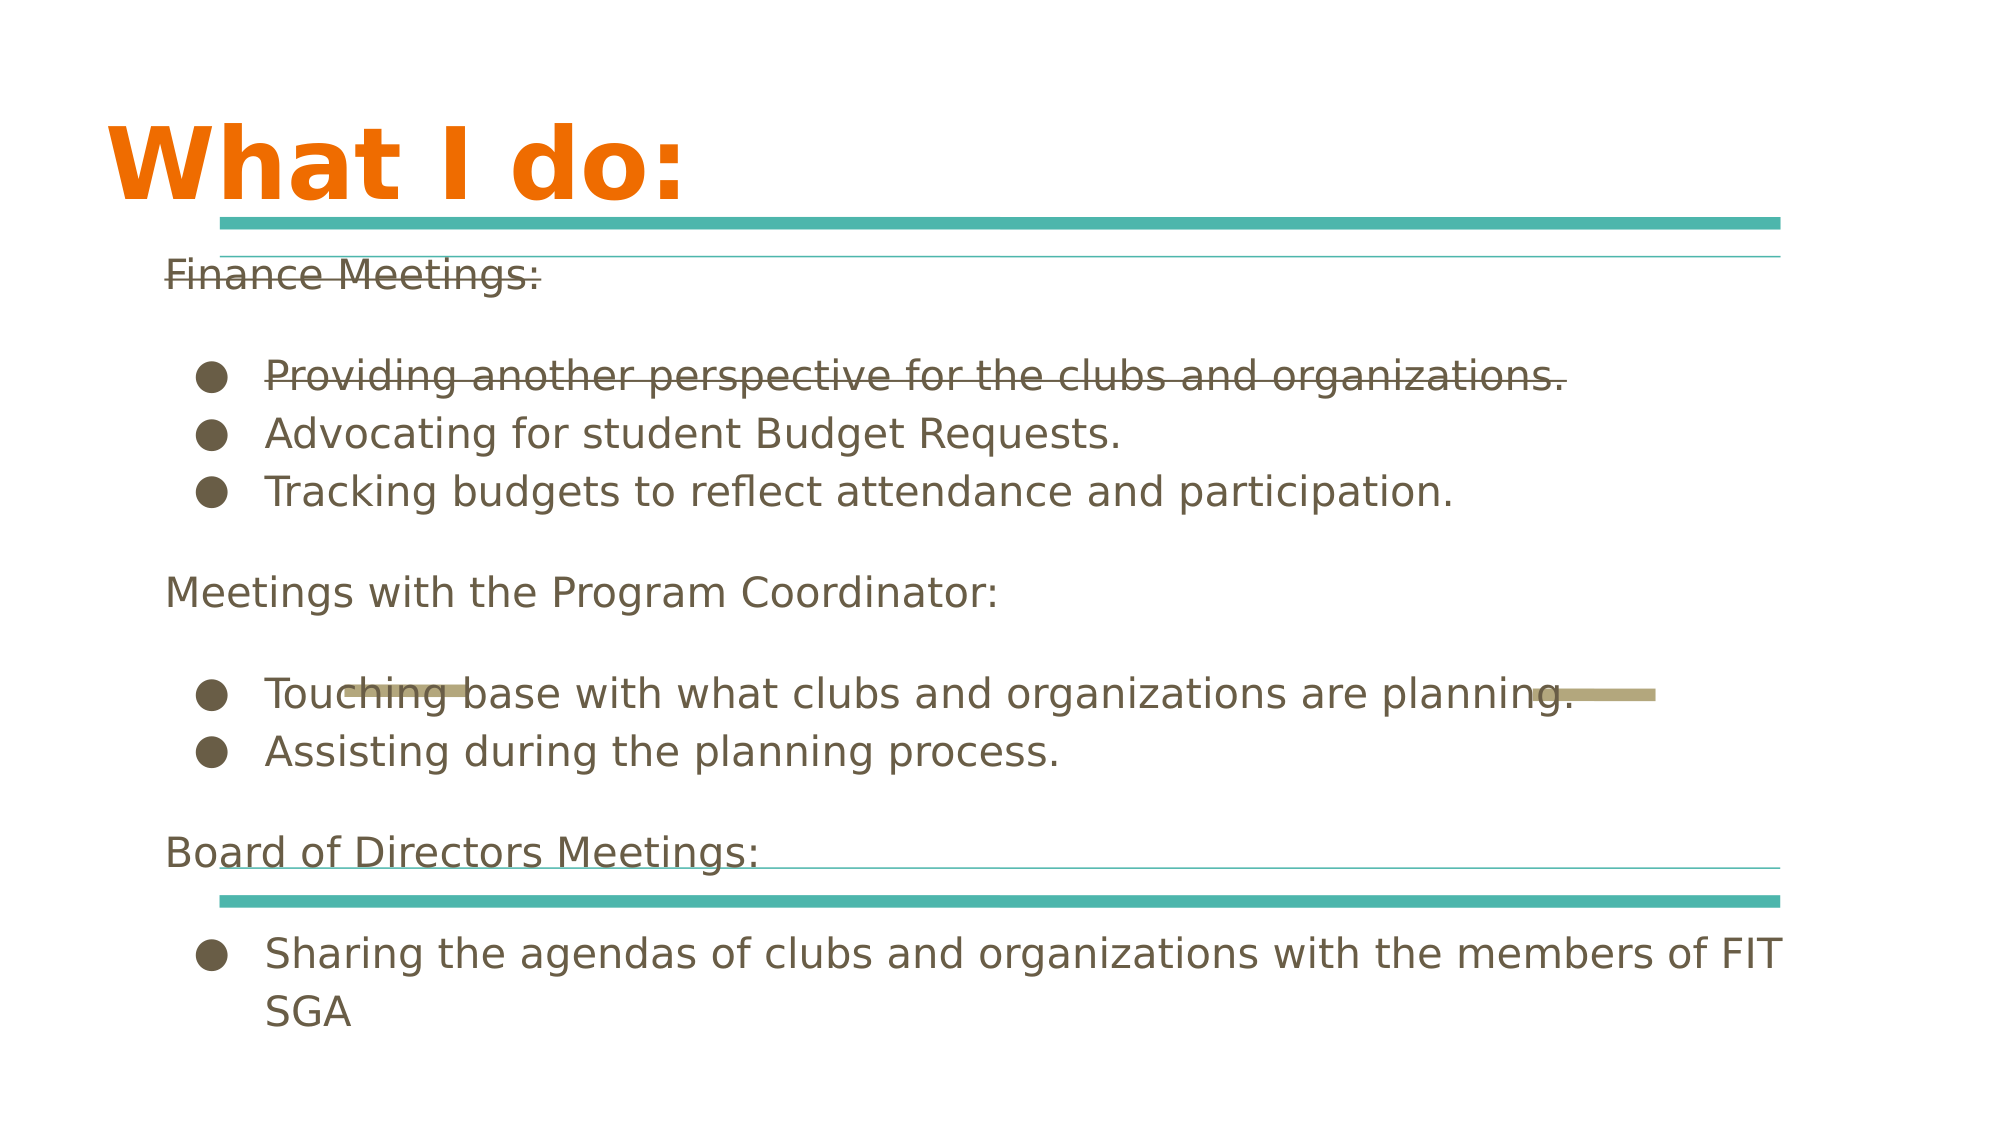 What I do:
Finance Meetings:
● Providing another perspective for the clubs and organizations.
● Advocating for student Budget Requests.
● Tracking budgets to reflect attendance and participation.
Meetings with the Program Coordinator:
● Touching base with what clubs and organizations are planning.
● Assisting during the planning process.
Board of Directors Meetings:
● Sharing the agendas of clubs and organizations with the members of FIT
SGA